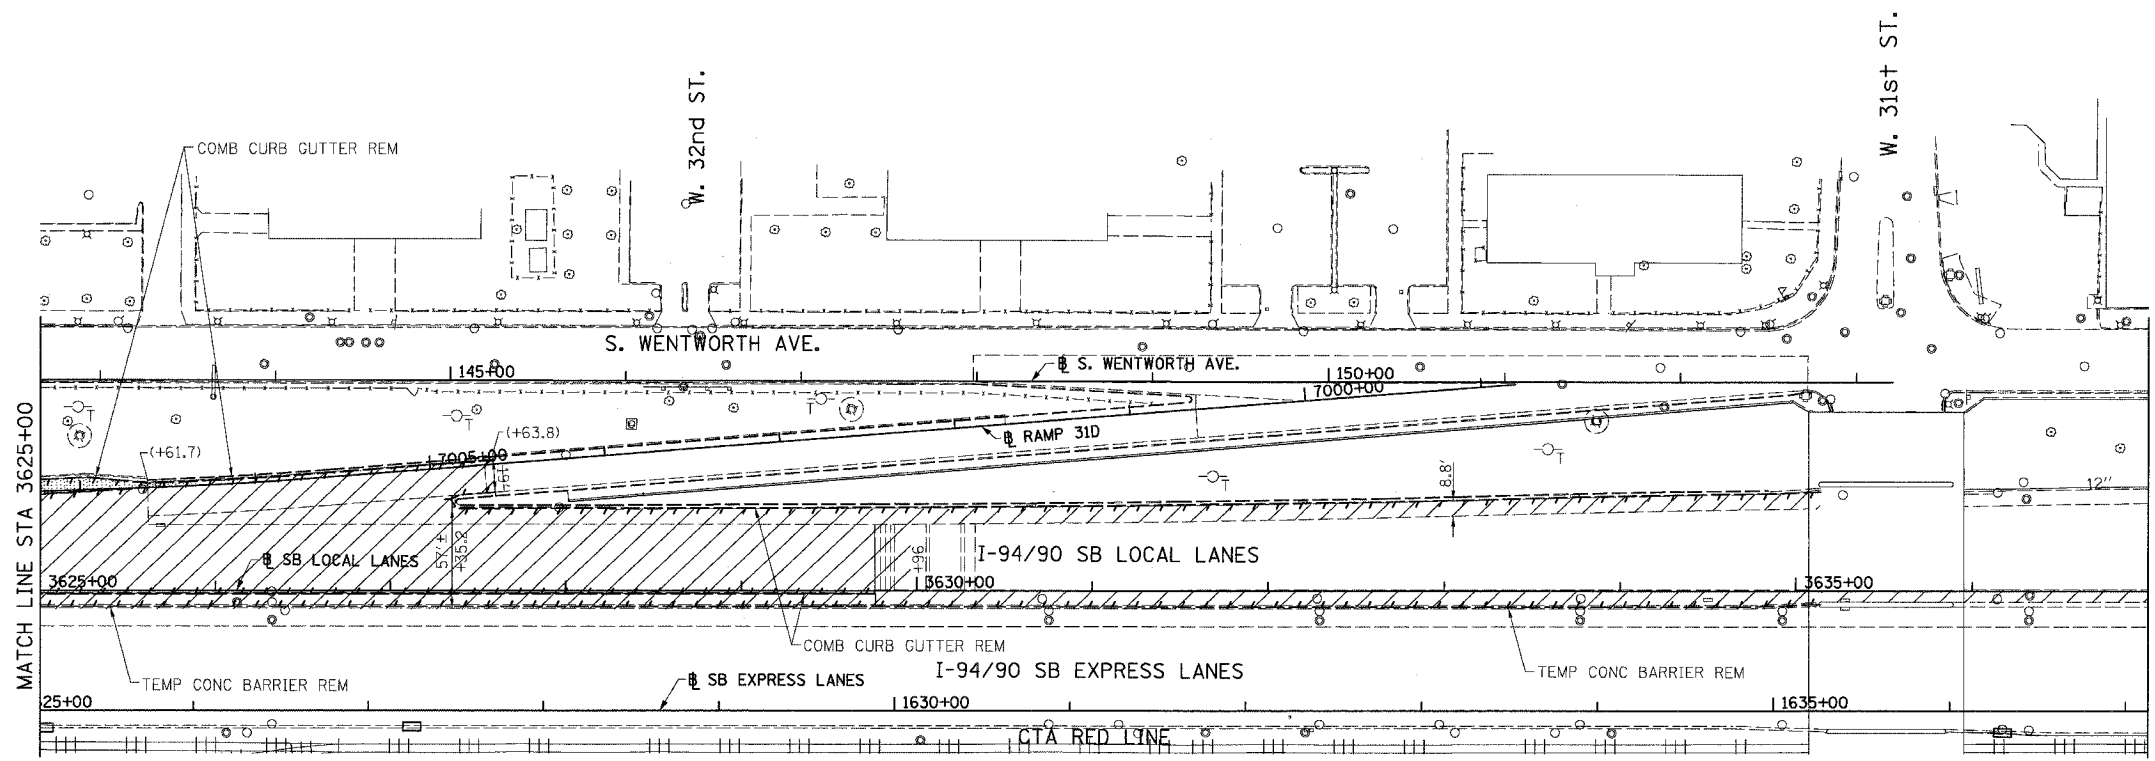 W. 31st ST.
W. 32nd ST.
COMB CURB GUTTER REM
S. WENTWORTH AVE.
℄ S. WENTWORTH AVE.
145+00
150+00
7000+00
T
T
T
(+61.7)
7005+00
(+63.8)
℄ RAMP 31D
T
T
8.8'
12"
MATCH LINE STA 3625+00
57'±
+35.2
+96
℄ SB LOCAL LANES
I-94/90 SB LOCAL LANES
3625+00
3630+00
3635+00
COMB CURB GUTTER REM
TEMP CONC BARRIER REM
℄ SB EXPRESS LANES
I-94/90 SB EXPRESS LANES
TEMP CONC BARRIER REM
25+00
1630+00
1635+00
CTA RED LINE